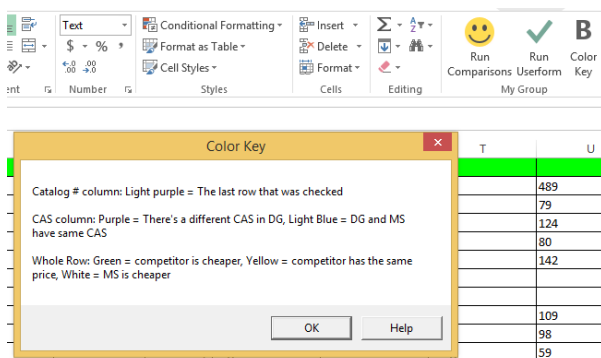 Text
Conditional Formatting
Insert
$ - % ,
Format as Table
Delete
Run
Run
Color
Cell Styles
Format
Comparisons
Userform
Key
Number
Styles
Cells
Editing
My Group
Color Key
T
U
Catalog # column: Light purple = The last row that was checked
CAS column: Purple = There's a different CAS in DG, Light Blue = DG and MS
have same CAS
Whole Row: Green = competitor is cheaper, Yellow = competitor has the same
price, White = MS is cheaper
OK
Help
489
79
124
80
142
109
98
59